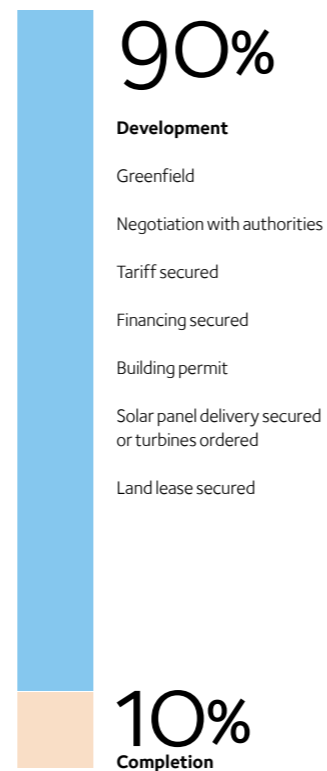 90%
Development
Greenfield
Negotiation with authorities
Tariff secured
Financing secured
Building permit
Solar panel delivery secured
or turbines ordered
Land lease secured
10%
Completion